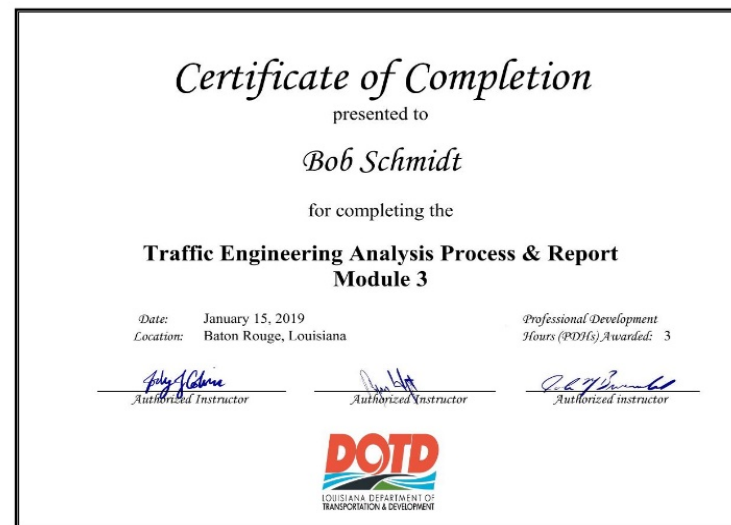 Certificate of Completion
presented to
Bob Schmidt
for completing the
Traffic Engineering Analysis Process & Report
Module 3
Date: January 15, 2019
Location: Baton Rouge, Louisiana
Professional Development
Hours (PDHs) Awarded: 3
Authorized Instructor
Authorized Instructor
Authorized instructor
DOTD
LOUISIANA DEPARTMENT OF
TRANSPORTATION & DEVELOPMENT